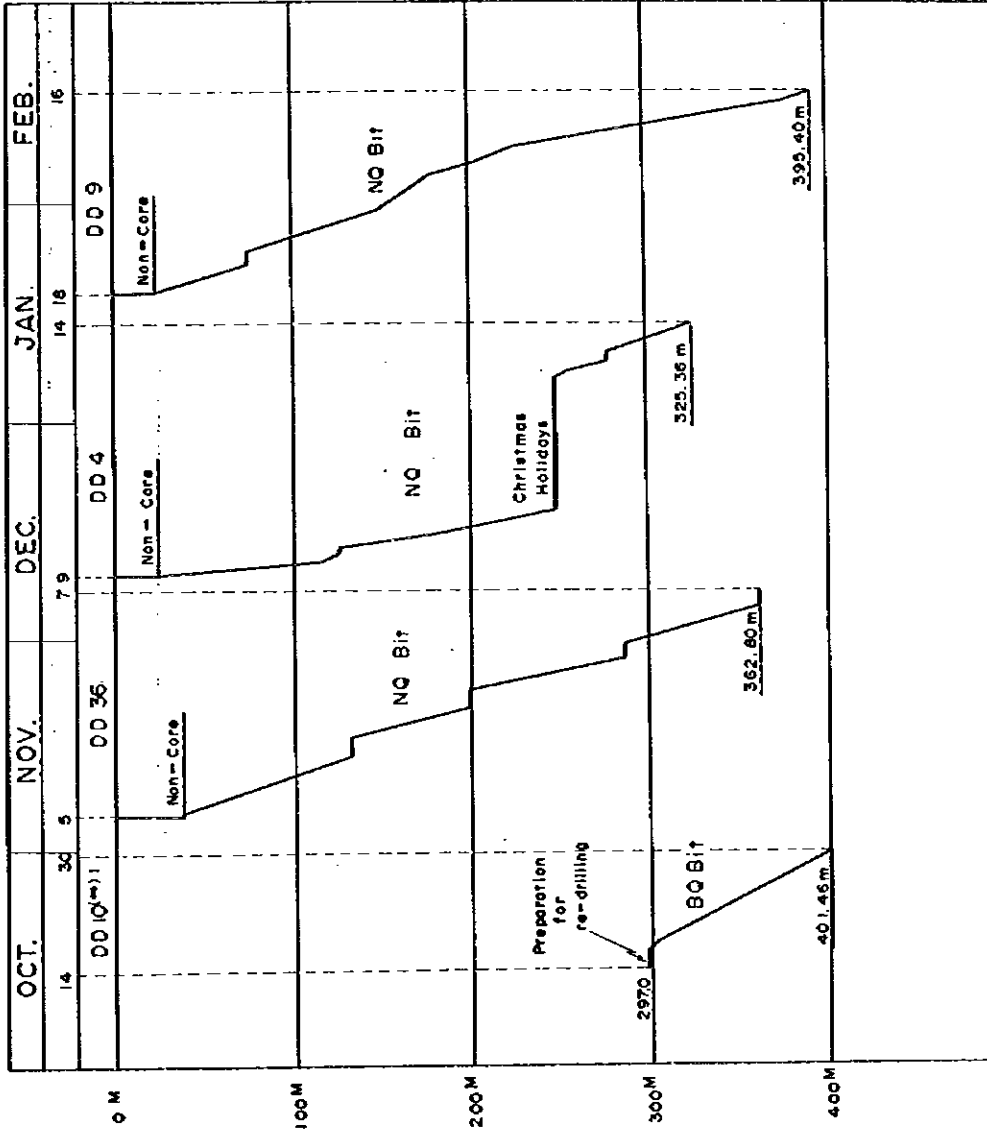 OCT. NOV. DEC. JAN. FEB.
14 30 5 7 9 14 18 16
DD 10(∞)1 DD 36 DD 4 DD 9
0 M
Non-Core
Non-Core
Non-Core
100M
NQ Bit
NQ Bit
NQ Bit
200M
Christmas
Holidays
Preparation
for
re-drilling
297.0
300M
BQ Bit
362.80m
325.36 m
395.40m
401.46m
400M